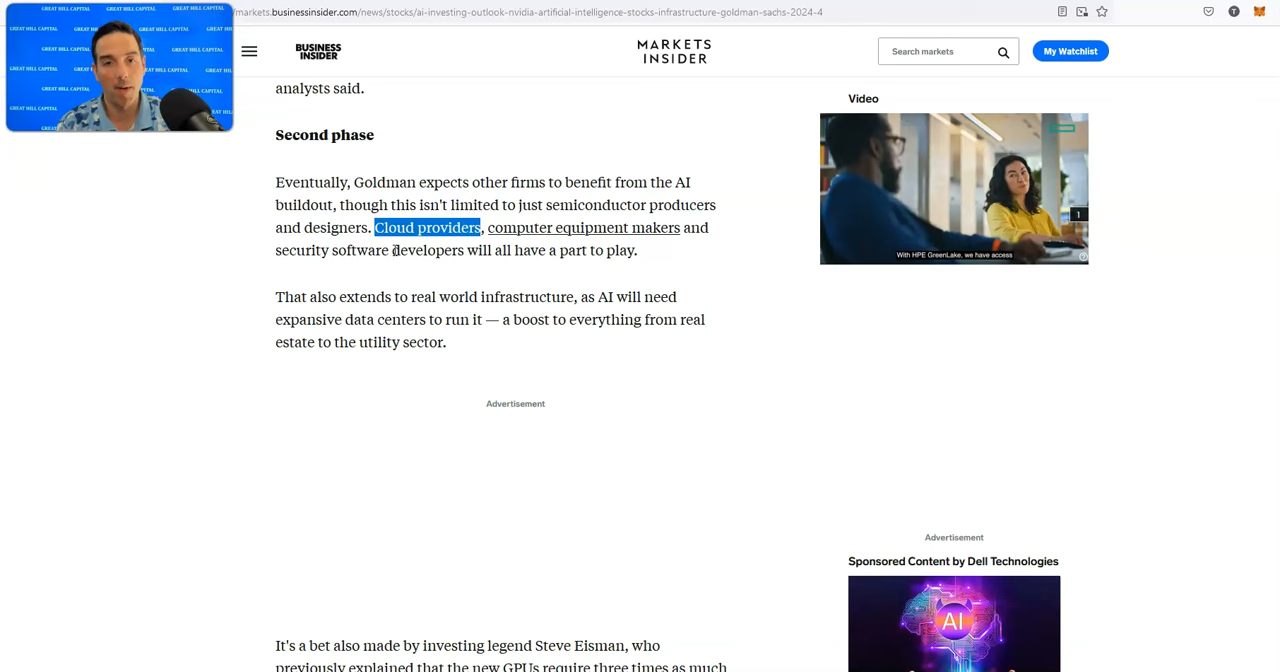 /markets.businessinsider.com/news/stocks/ai-investing-outlook-nvidia-artificial-intelligence-stocks-infrastructure-goldman-sachs-2024-4
GREAT HILL CAPITAL
BUSINESS
INSIDER
MARKETS
INSIDER
Search markets
My Watchlist
analysts said.
Second phase
Eventually, Goldman expects other firms to benefit from the AI
buildout, though this isn't limited to just semiconductor producers
and designers. Cloud providers, computer equipment makers and
security software developers will all have a part to play.
That also extends to real world infrastructure, as AI will need
expansive data centers to run it — a boost to everything from real
estate to the utility sector.
Advertisement
It's a bet also made by investing legend Steve Eisman, who
previously explained that the new GPUs require three times as much
Video
1
With HPE GreenLake, we have access
Advertisement
Sponsored Content by Dell Technologies
AI